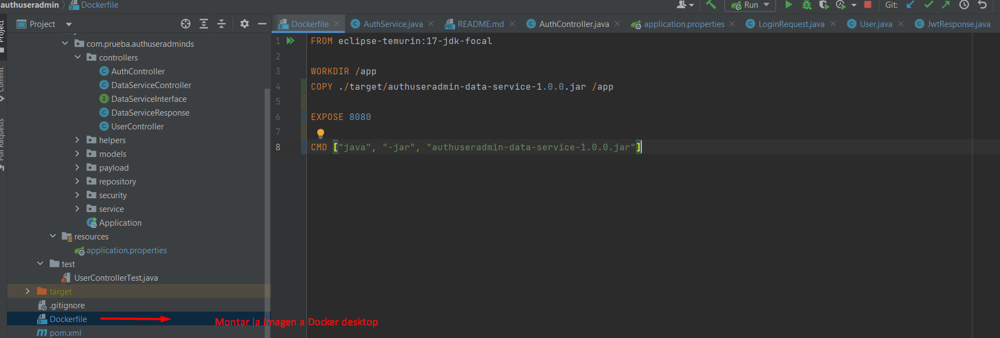 authuseradmin Dockerfile
Run Git:
Project
Dockerfile AuthService.java README.md AuthController.java application.properties LoginRequest.java User.java JwtResponse.java
Project
Commit
Pull Requests
com.prueba.authuseradminds
controllers
AuthController
DataServiceController
DataServiceInterface
DataServiceResponse
UserController
helpers
models
payload
repository
security
service
Application
resources
application.properties
test
UserControllerTest.java
target
.gitignore
Dockerfile
Montar la imagen a Docker desktop
pom.xml
1 FROM eclipse-temurin:17-jdk-focal
2
3 WORKDIR /app
4 COPY ./target/authuseradmin-data-service-1.0.0.jar /app
5
6 EXPOSE 8080
7
8 CMD ["java", "-jar", "authuseradmin-data-service-1.0.0.jar"]